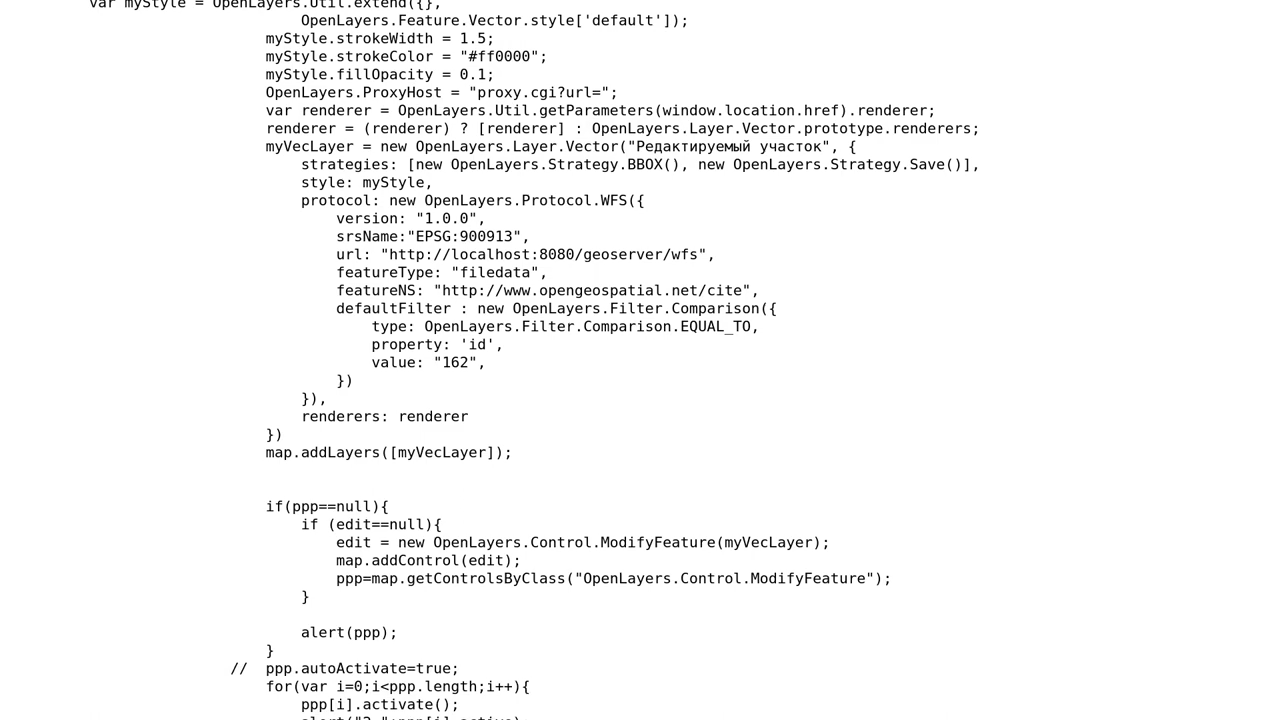 var myStyle = OpenLayers.Util.extend({},
OpenLayers.Feature.Vector.style['default']);
myStyle.strokeWidth = 1.5;
myStyle.strokeColor = "#ff0000";
myStyle.fillOpacity = 0.1;
OpenLayers.ProxyHost = "proxy.cgi?url=";
var renderer = OpenLayers.Util.getParameters(window.location.href).renderer;
renderer = (renderer) ? [renderer] : OpenLayers.Layer.Vector.prototype.renderers;
myVecLayer = new OpenLayers.Layer.Vector("Редактируемый участок", {
strategies: [new OpenLayers.Strategy.BBOX(), new OpenLayers.Strategy.Save()],
style: myStyle,
protocol: new OpenLayers.Protocol.WFS({
version: "1.0.0",
srsName:"EPSG:900913",
url: "http://localhost:8080/geoserver/wfs",
featureType: "filedata",
featureNS: "http://www.opengeospatial.net/cite",
defaultFilter : new OpenLayers.Filter.Comparison({
type: OpenLayers.Filter.Comparison.EQUAL_TO,
property: 'id',
value: "162",
})
}),
renderers: renderer
})
map.addLayers([myVecLayer]);
if(ppp==null){
if (edit==null){
edit = new OpenLayers.Control.ModifyFeature(myVecLayer);
map.addControl(edit);
ppp=map.getControlsByClass("OpenLayers.Control.ModifyFeature");
}
alert(ppp);
}
// ppp.autoActivate=true;
for(var i=0;i<ppp.length;i++){
ppp[i].activate();